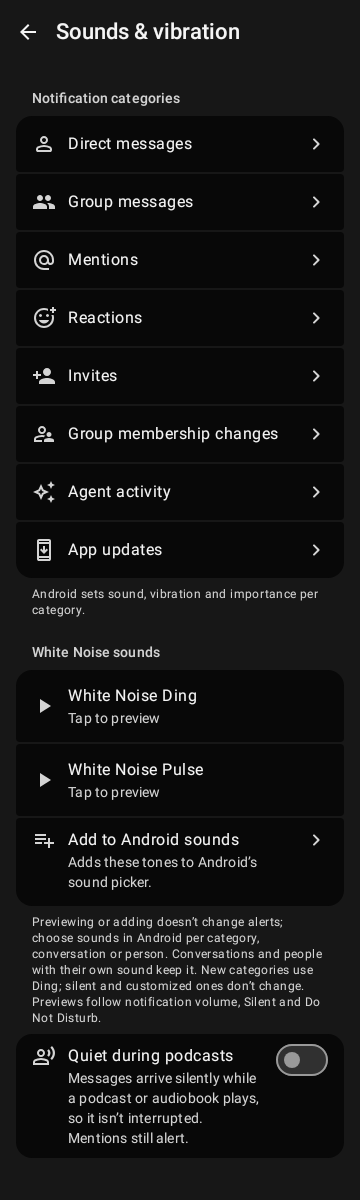 Sounds & vibration
Notification categories
Direct messages
Group messages
Mentions
Reactions
Invites
Group membership changes
Agent activity
App updates
Android sets sound, vibration and importance per
category.
White Noise sounds
White Noise Ding
Tap to preview
White Noise Pulse
Tap to preview
Add to Android sounds
Adds these tones to Android’s
sound picker.
Previewing or adding doesn’t change alerts;
choose sounds in Android per category,
conversation or person. Conversations and people
with their own sound keep it. New categories use
Ding; silent and customized ones don’t change.
Previews follow notification volume, Silent and Do
Not Disturb.
Quiet during podcasts
Messages arrive silently while
a podcast or audiobook plays,
so it isn’t interrupted.
Mentions still alert.